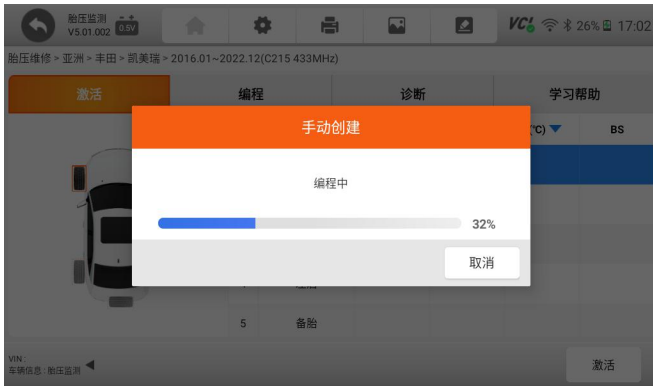 胎压监测
V5.01.002 0.5V
VCI 26% 17:02
胎压维修 > 亚洲 > 丰田 > 凯美瑞 > 2016.01~2022.12(C215 433MHz)
激活 编程 诊断 学习帮助
手动创建
(℃) BS
编程中
32%
取消
5 备胎
VIN :
车辆信息 : 胎压监测
激活